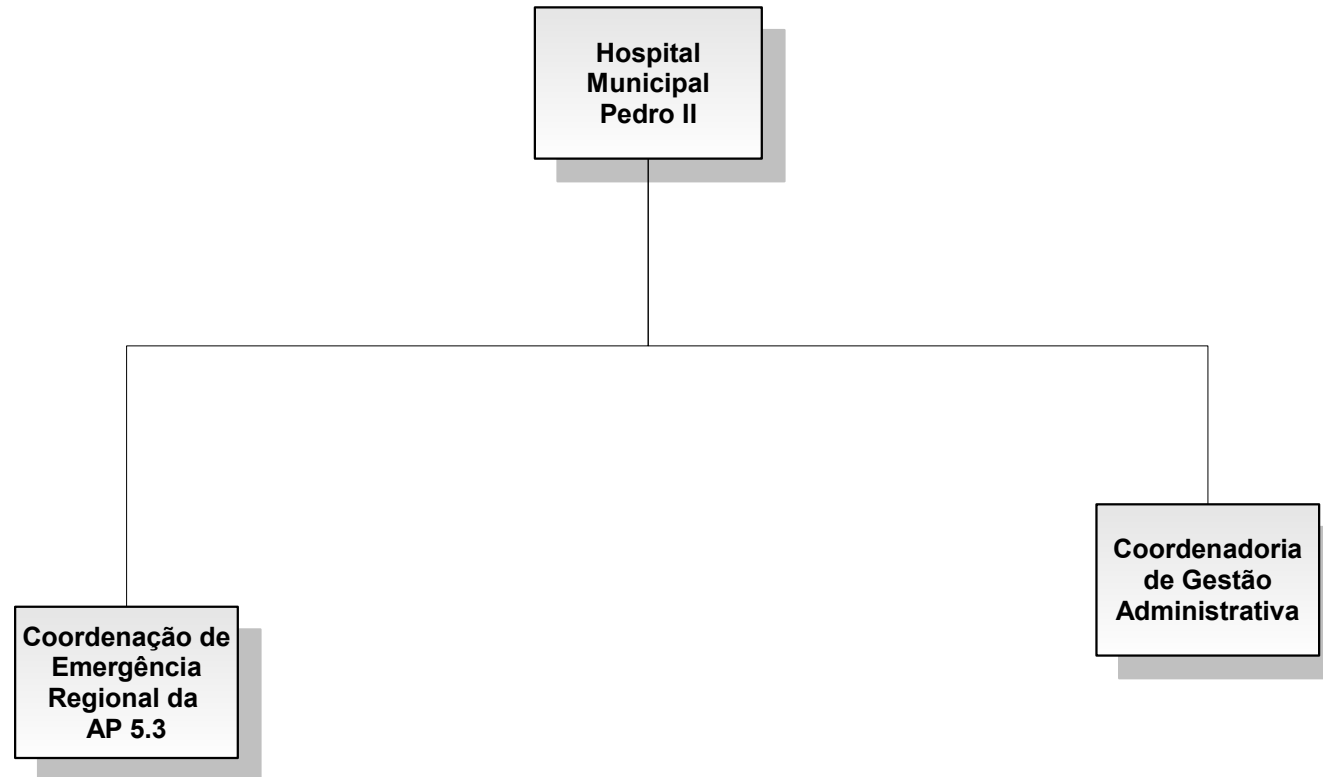 Hospital
Municipal
Pedro II
Coordenadoria
de Gestão
Administrativa
Coordenação de
Emergência
Regional da
AP 5.3